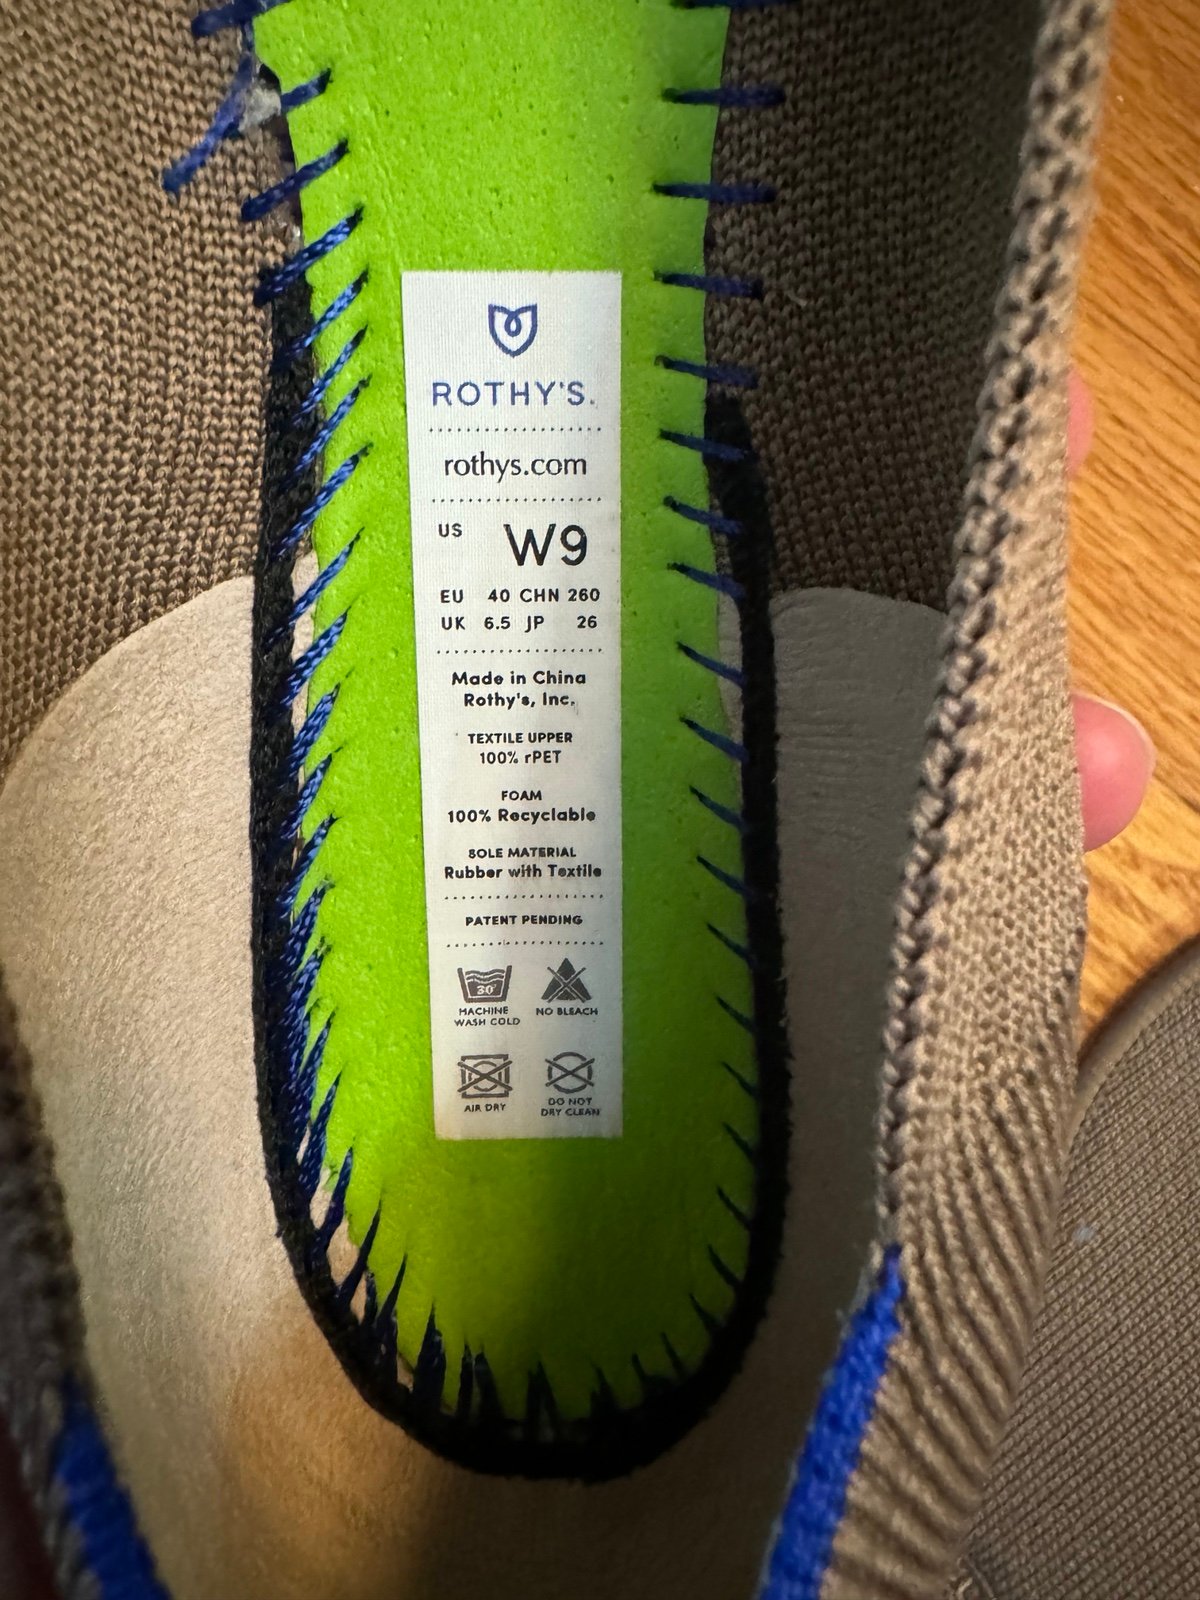 ROTHY'S.
rothys.com
US W9
EU 40 CHN 260
UK 6.5 JP 26
Made in China
Rothy's, Inc.
TEXTILE UPPER
100% rPET
FOAM
100% Recyclable
SOLE MATERIAL
Rubber with Textile
PATENT PENDING
30°
MACHINE WASH COLD
NO BLEACH
AIR DRY
DO NOT DRY CLEAN